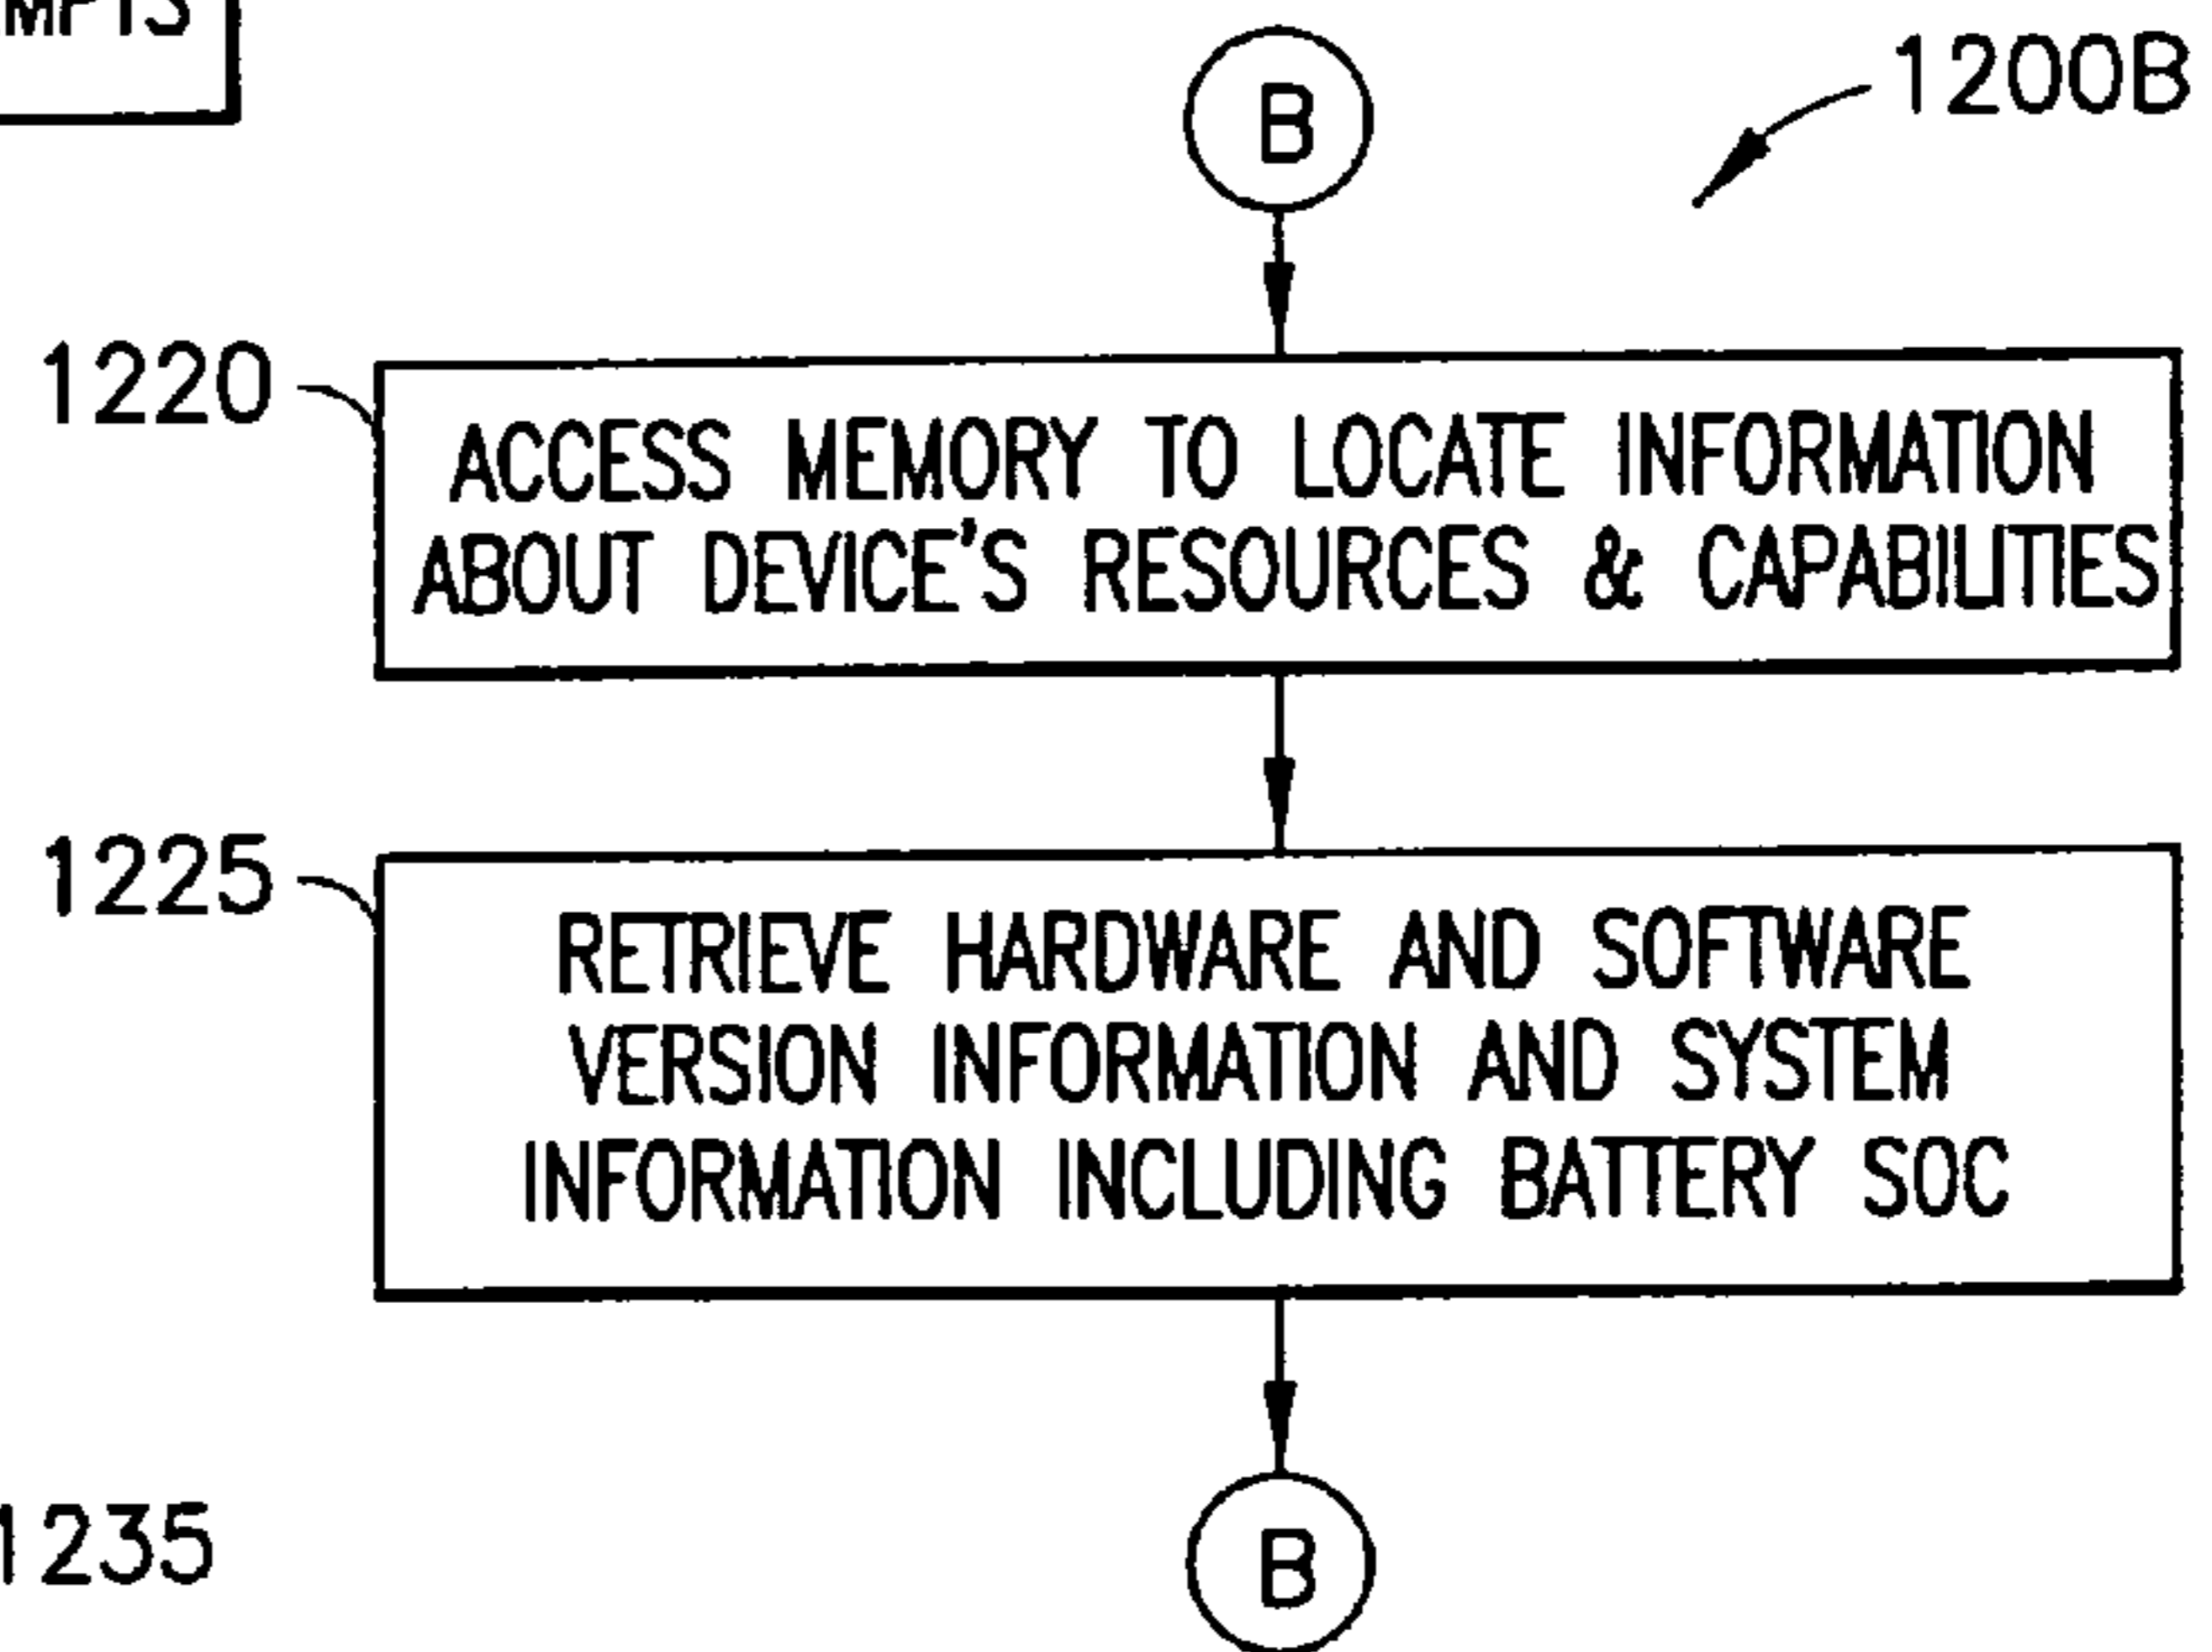 B
1200B
1220
ACCESS MEMORY TO LOCATE INFORMATION
ABOUT DEVICE'S RESOURCES & CAPABILITIES
1225
RETRIEVE HARDWARE AND SOFTWARE
VERSION INFORMATION AND SYSTEM
INFORMATION INCLUDING BATTERY SOC
1235
B